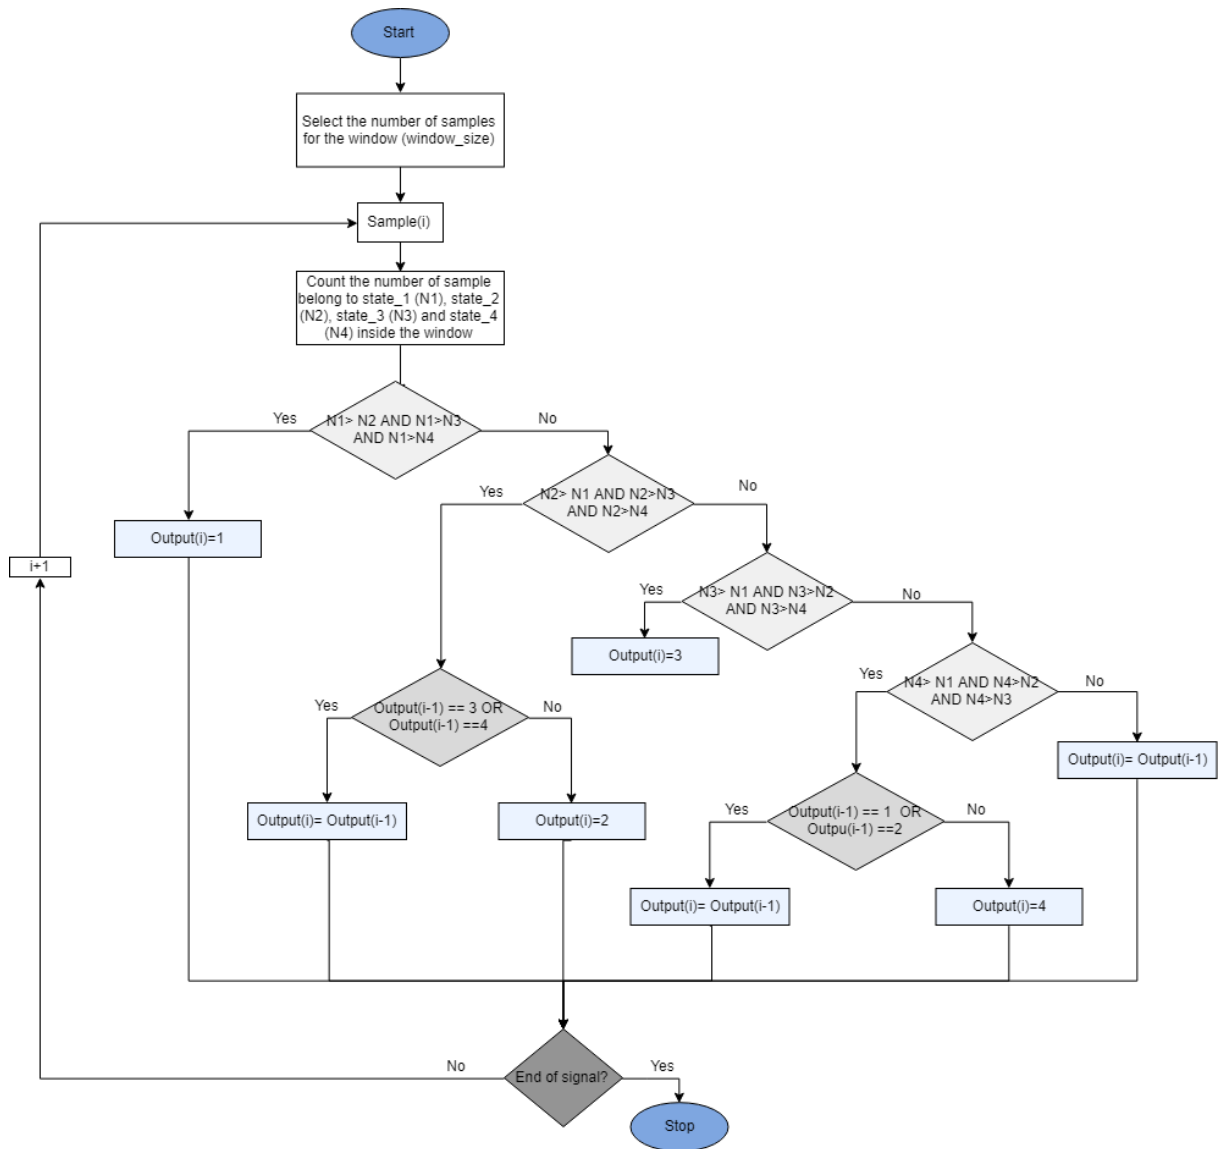 Start
Select the number of samples
for the window (window_size)
Sample(i)
Count the number of sample
belong to state_1 (N1), state_2
(N2), state_3 (N3) and state_4
(N4) inside the window
Yes
N1> N2 AND N1>N3
AND N1>N4
No
Yes
N2> N1 AND N2>N3
AND N2>N4
No
Output(i)=1
i+1
Yes
N3> N1 AND N3>N2
AND N3>N4
No
Output(i)=3
Yes
N4> N1 AND N4>N2
AND N4>N3
No
Yes
Output(i-1) == 3 OR
Output(i-1) ==4
No
Output(i)= Output(i-1)
Output(i)= Output(i-1)
Output(i)=2
Yes
Output(i-1) == 1  OR
Outpu(i-1) ==2
No
Output(i)= Output(i-1)
Output(i)=4
No
End of signal?
Yes
Stop